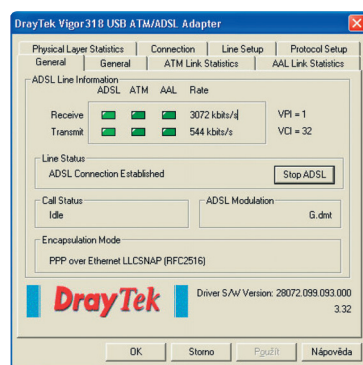 DrayTek Vigor318 USB ATM/ADSL Adapter
Physical Layer Statistics Connection Line Setup Protocol Setup
General General ATM Link Statistics AAL Link Statistics
ADSL Line Information
ADSL ATM AAL Rate
Receive 3072 kbits/s VPI = 1
Transmit 544 kbits/s VCI = 32
Line Status
ADSL Connection Established Stop ADSL
Call Status ADSL Modulation
Idle G.dmt
Encapsulation Mode
PPP over Ethernet LLCSNAP (RFC2516)
DrayTek Driver S/W Version: 28072.099.093.000
3.32
OK Storno Použít Nápověda